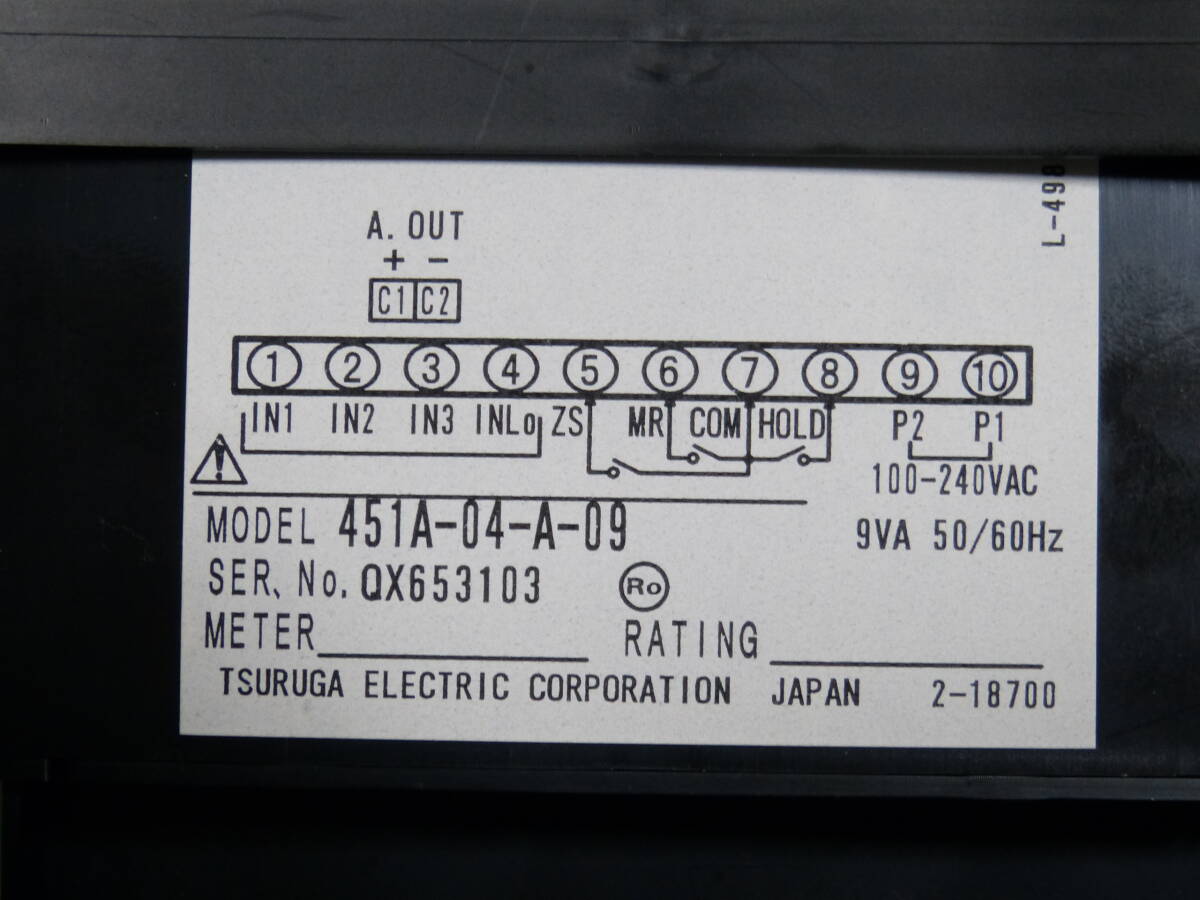 L-498
A. OUT
+ −
C1 C2
1 2 3 4 5 6 7 8 9 10
IN1 IN2 IN3 INLo ZS MR COM HOLD P2 P1
100-240VAC
MODEL 451A-04-A-09 9VA 50/60Hz
SER. No. QX653103 Ro
METER RATING
TSURUGA ELECTRIC CORPORATION JAPAN 2-18700